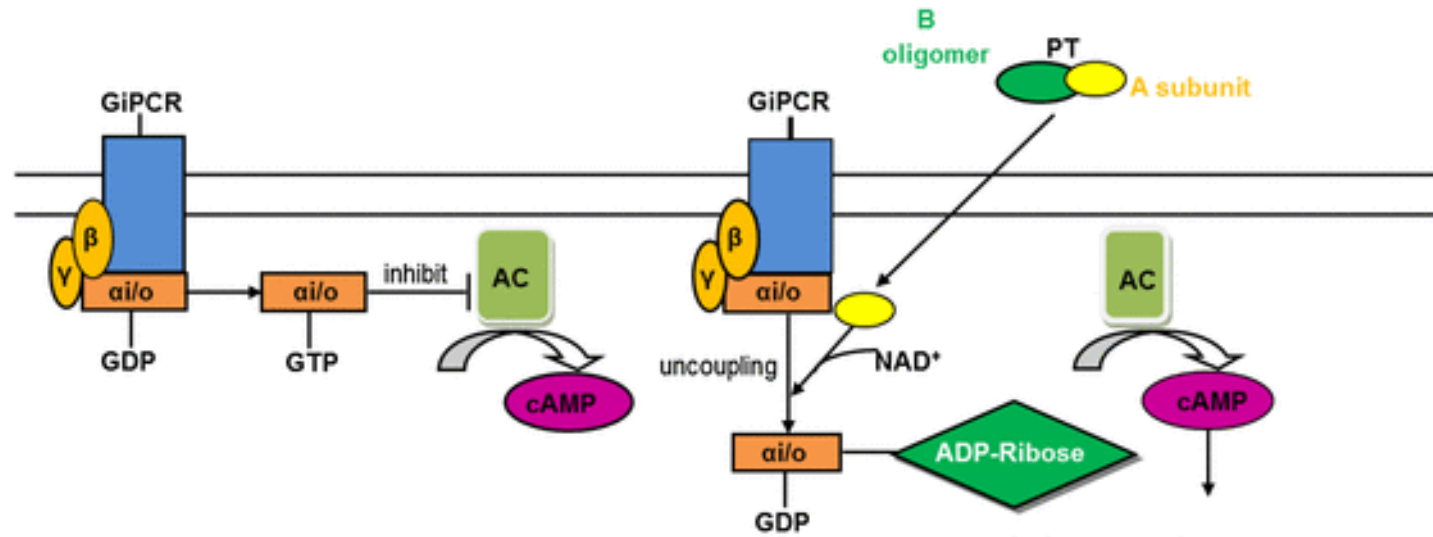 B
oligomer
PT
A subunit
GiPCR
GiPCR
β
γ
αi/o
αi/o
inhibit
AC
GDP
GTP
cAMP
β
γ
αi/o
AC
uncoupling
NAD⁺
cAMP
αi/o
ADP-Ribose
GDP